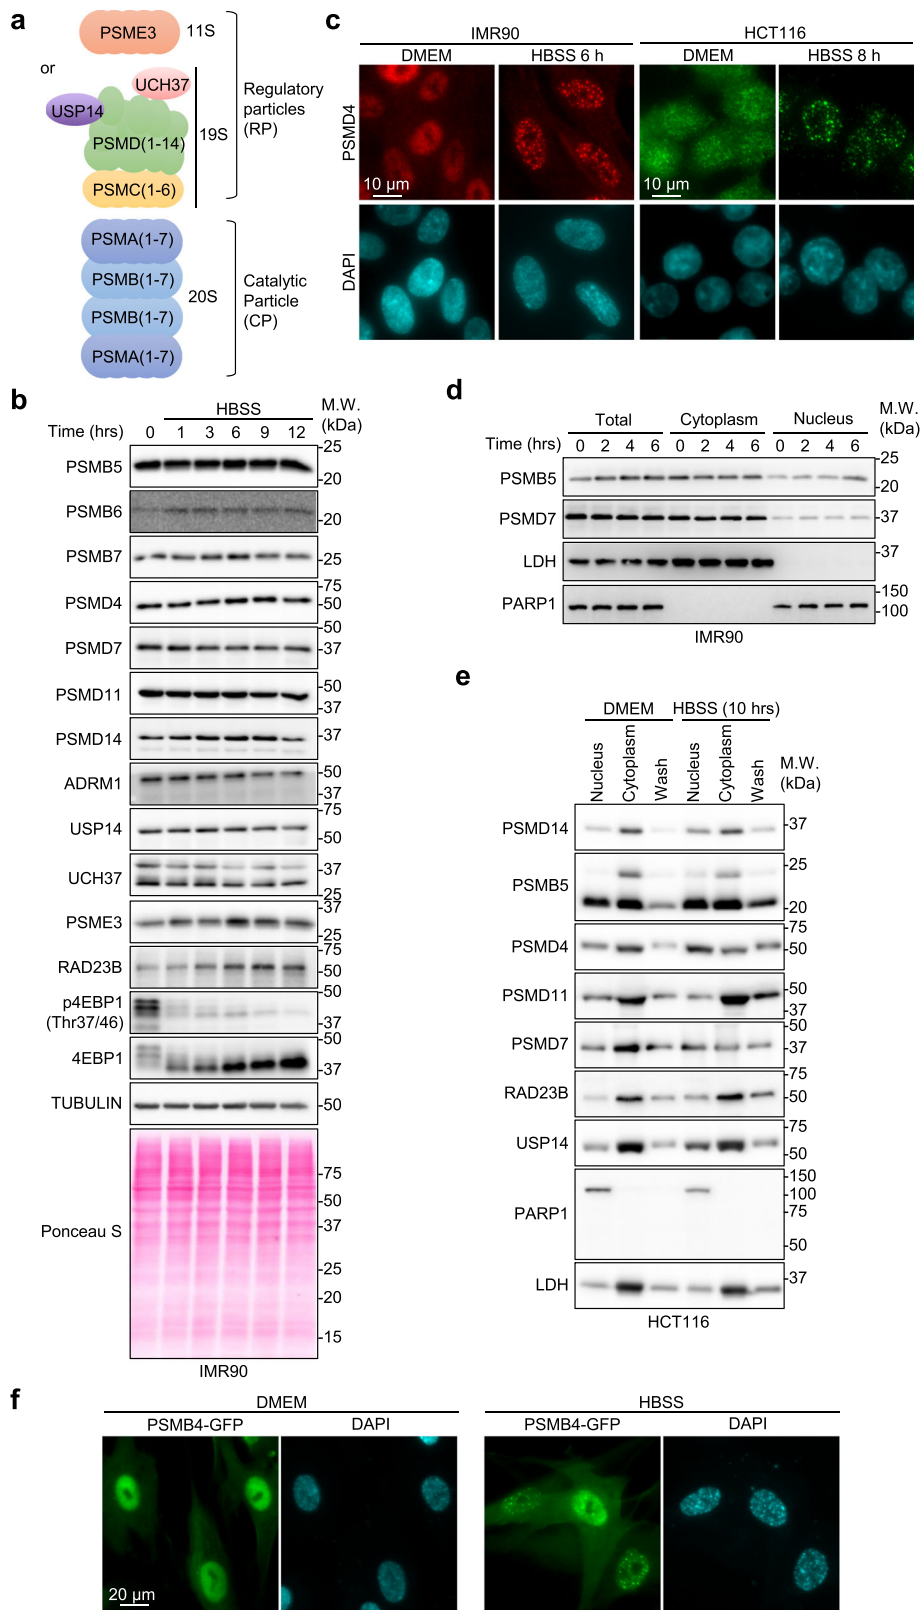 a
PSME3
11S
or
UCH37
USP14
PSMD(1-14)
19S
PSMC(1-6)
Regulatory
particles
(RP)
PSMA(1-7)
PSMB(1-7)
20S
PSMB(1-7)
PSMA(1-7)
Catalytic
Particle
(CP)
b
HBSS
M.W.
(kDa)
Time (hrs) 0 1 3 6 9 12
PSMB5 -25 -20
PSMB6 -20
PSMB7 -25
PSMD4 -75 -50
PSMD7 -50 -37
PSMD11 -50 -37
PSMD14 -37
ADRM1 -50 -37
USP14 -75 -50
UCH37 -37 -25
PSME3 -37 -25
RAD23B -75 -50
p4EBP1
(Thr37/46) -50 -37
4EBP1 -50 -37
TUBULIN -50
Ponceau S -75 -50 -37 -25 -20 -15
IMR90
c
IMR90 HCT116
DMEM HBSS 6 h DMEM HBSS 8 h
PSMD4
10 µm 10 µm
DAPI
d
Total Cytoplasm Nucleus M.W.
(kDa)
Time (hrs) 0 2 4 6 0 2 4 6 0 2 4 6
PSMB5 -25 -20
PSMD7 -37
LDH -37
PARP1 -150 -100
IMR90
e
DMEM HBSS (10 hrs)
Nucleus Cytoplasm Wash Nucleus Cytoplasm Wash
M.W.
(kDa)
PSMD14 -37
PSMB5 -25 -20
PSMD4 -75 -50
PSMD11 -50 -37
PSMD7 -50 -37
RAD23B -75 -50
USP14 -75 -50
PARP1 -150 -100 -75 -50
LDH -37
HCT116
f
DMEM HBSS
PSMB4-GFP DAPI PSMB4-GFP DAPI
20 µm